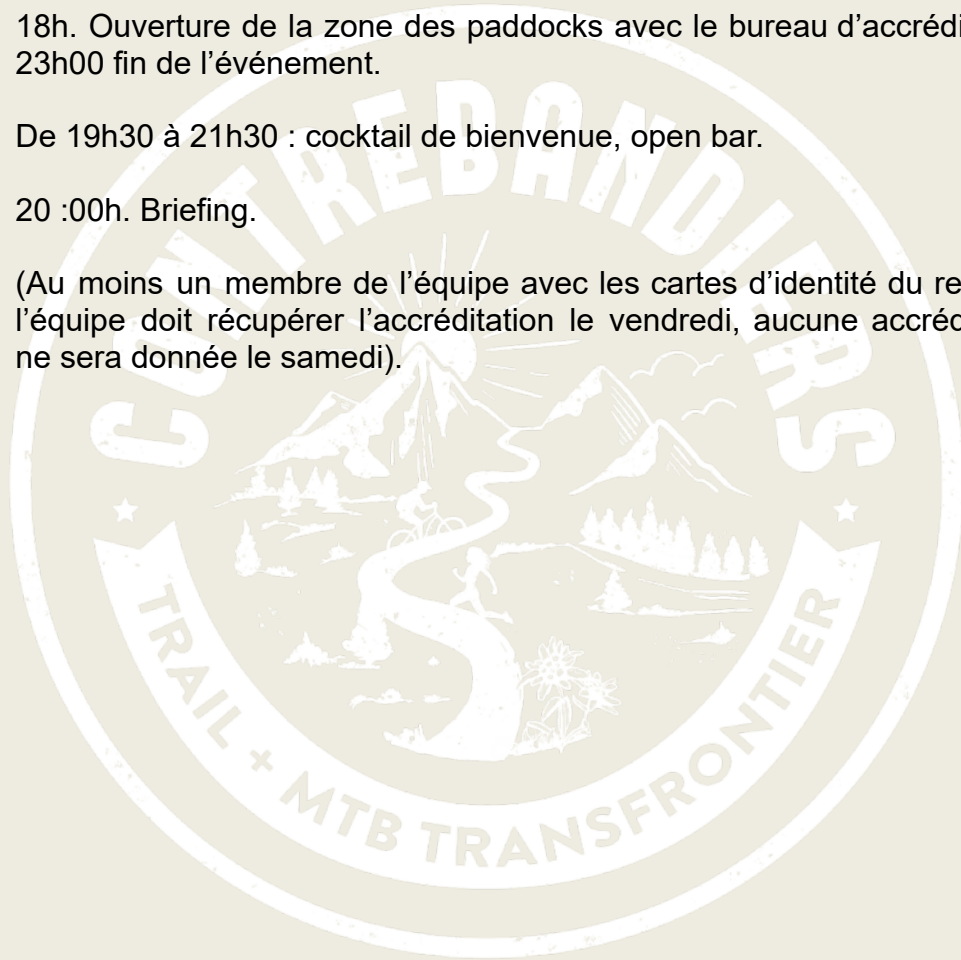 18h. Ouverture de la zone des paddocks avec le bureau d’accrédi
23h00 fin de l’événement.
De 19h30 à 21h30 : cocktail de bienvenue, open bar.
20 :00h. Briefing.
(Au moins un membre de l’équipe avec les cartes d’identité du re
l’équipe doit récupérer l’accréditation le vendredi, aucune accréd
ne sera donnée le samedi).
CONTREBANDIERS
TRAIL + MTB TRANSFRONTIER